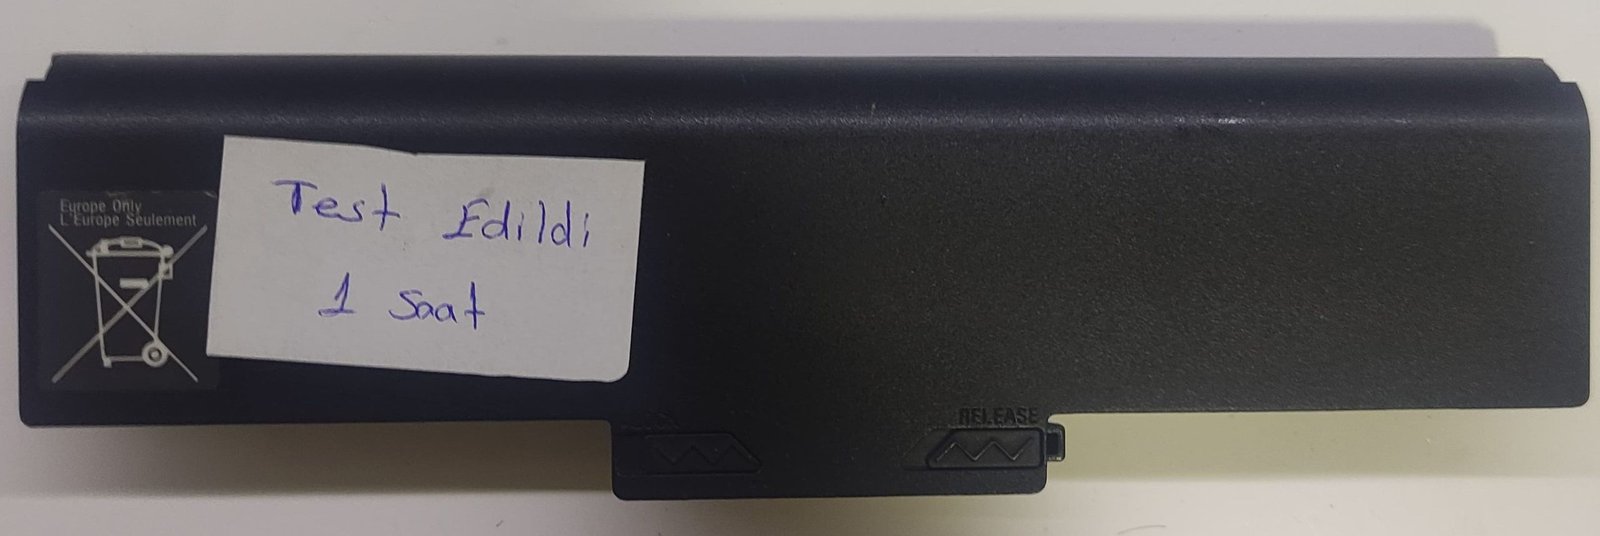 Europe Only
L'Europe Seulement
Test Edildi
1 Saat
RELEASE